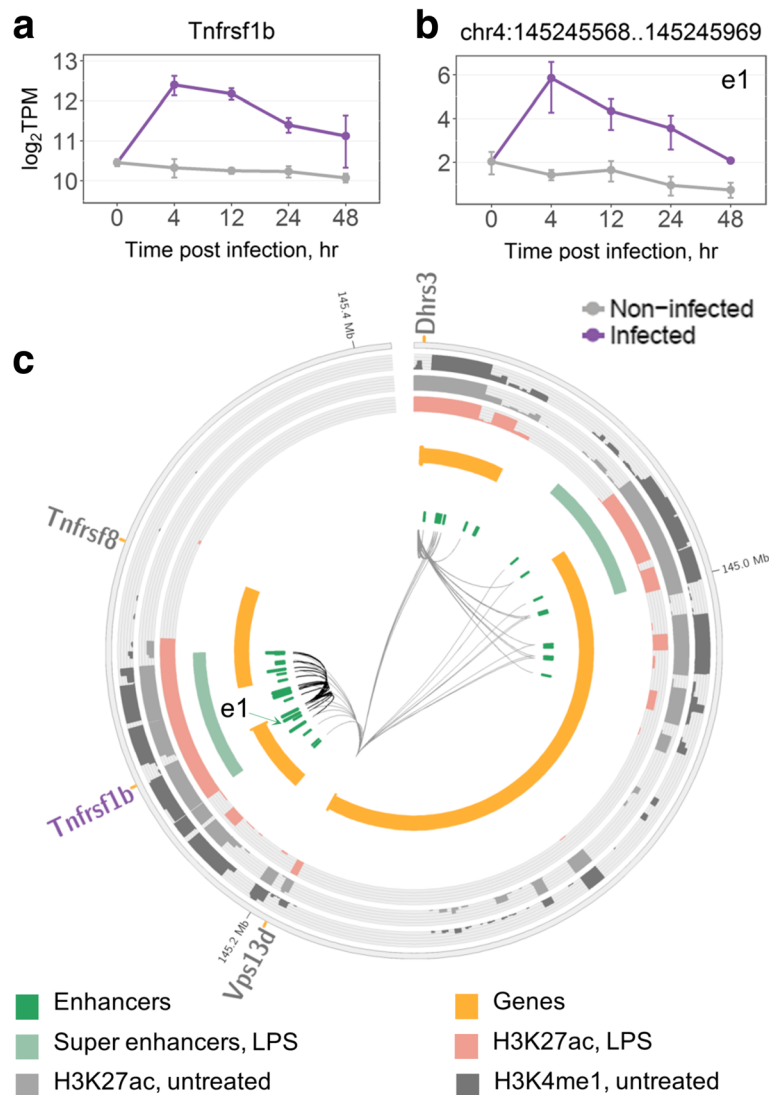 a
Tnfrsf1b
log2TPM
13
12
11
10
0 4 12 24 48
Time post infection, hr
b
chr4:145245568..145245969
e1
6
4
2
0 4 12 24 48
Time post infection, hr
Non-infected
Infected
c
145.4 Mb
Dhrs3
Tnfrsf8
145.0 Mb
e1
Tnfrsf1b
145.2 Mb
Vps13d
Enhancers
Genes
Super enhancers, LPS
H3K27ac, LPS
H3K27ac, untreated
H3K4me1, untreated